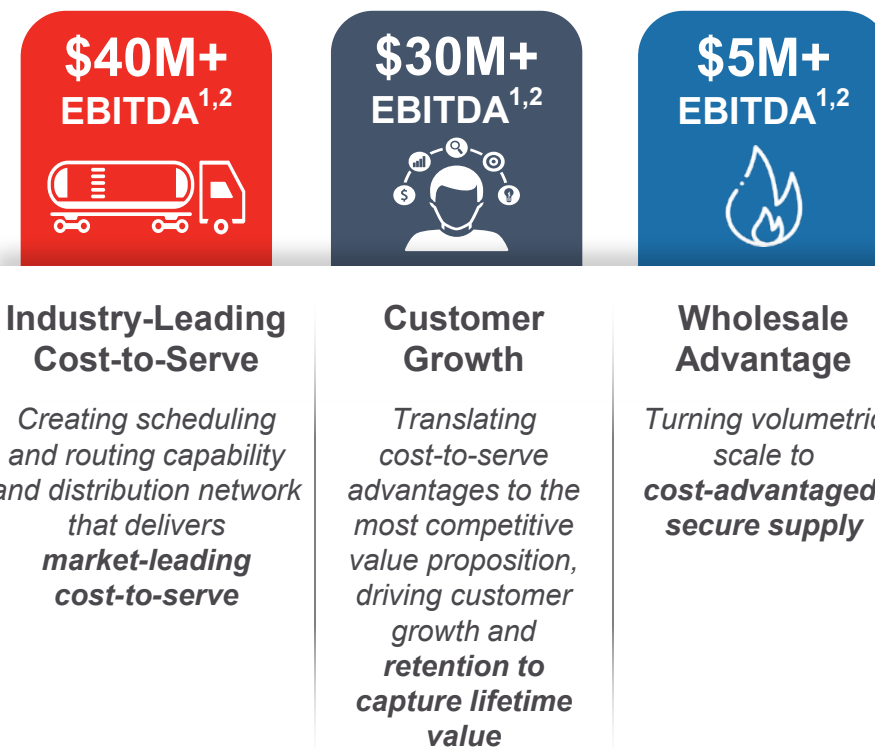 $40M+
EBITDA1,2
Industry-Leading
Cost-to-Serve
Creating scheduling
and routing capability
and distribution network
that delivers
market-leading
cost-to-serve
$30M+
EBITDA1,2
$
Customer
Growth
Translating
cost-to-serve
advantages to the
most competitive
value proposition,
driving customer
growth and
retention to
capture lifetime
value
$5M+
EBITDA1,2
Wholesale
Advantage
Turning volumetric
scale to
cost-advantaged
secure supply